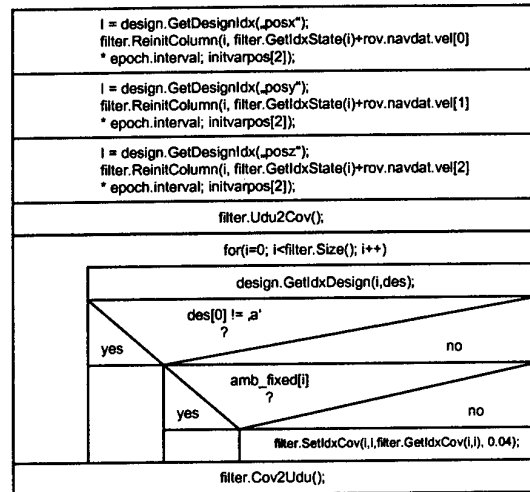 I = design.GetDesignIdx(„posx“);
filter.ReinitColumn(i, filter.GetIdxState(i)+rov.navdat.vel[0]
* epoch.interval; initvarpos[2]);
I = design.GetDesignIdx(„posy“);
filter.ReinitColumn(i, filter.GetIdxState(i)+rov.navdat.vel[1]
* epoch.interval; initvarpos[2]);
I = design.GetDesignIdx(„posz“);
filter.ReinitColumn(i, filter.GetIdxState(i)+rov.navdat.vel[2]
* epoch.interval; initvarpos[2]);
filter.Udu2Cov();
for(i=0; i<filter.Size(); i++)
design.GetIdxDesign(i,des);
des[0] != ‚a'
?
yes
no
amb_fixed[i]
?
yes
no
filter.SetIdxCov(i,i,filter.GetIdxCov(i,i), 0.04);
filter.Cov2Udu();